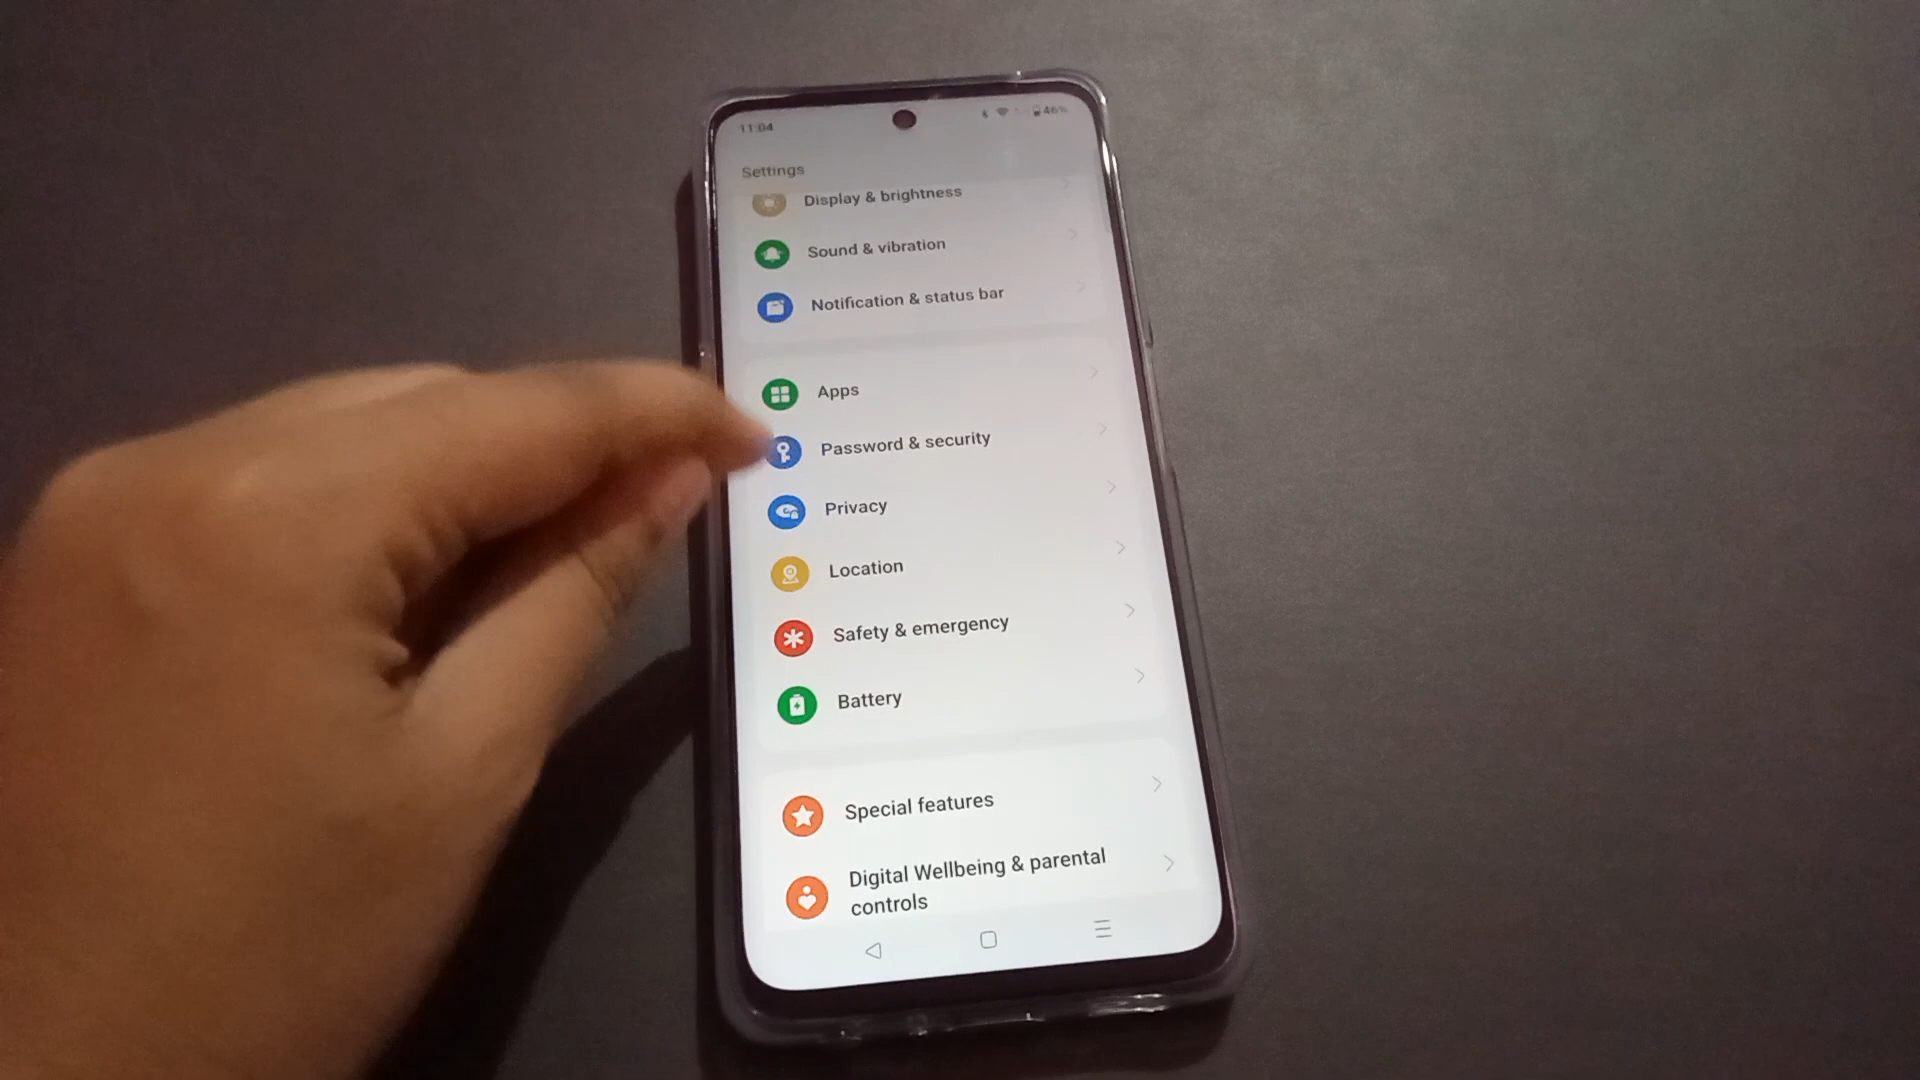 11:04
46%
Settings
Display & brightness
Sound & vibration
Notification & status bar
Apps
Password & security
Privacy
Location
Safety & emergency
Battery
Special features
Digital Wellbeing & parental
controls